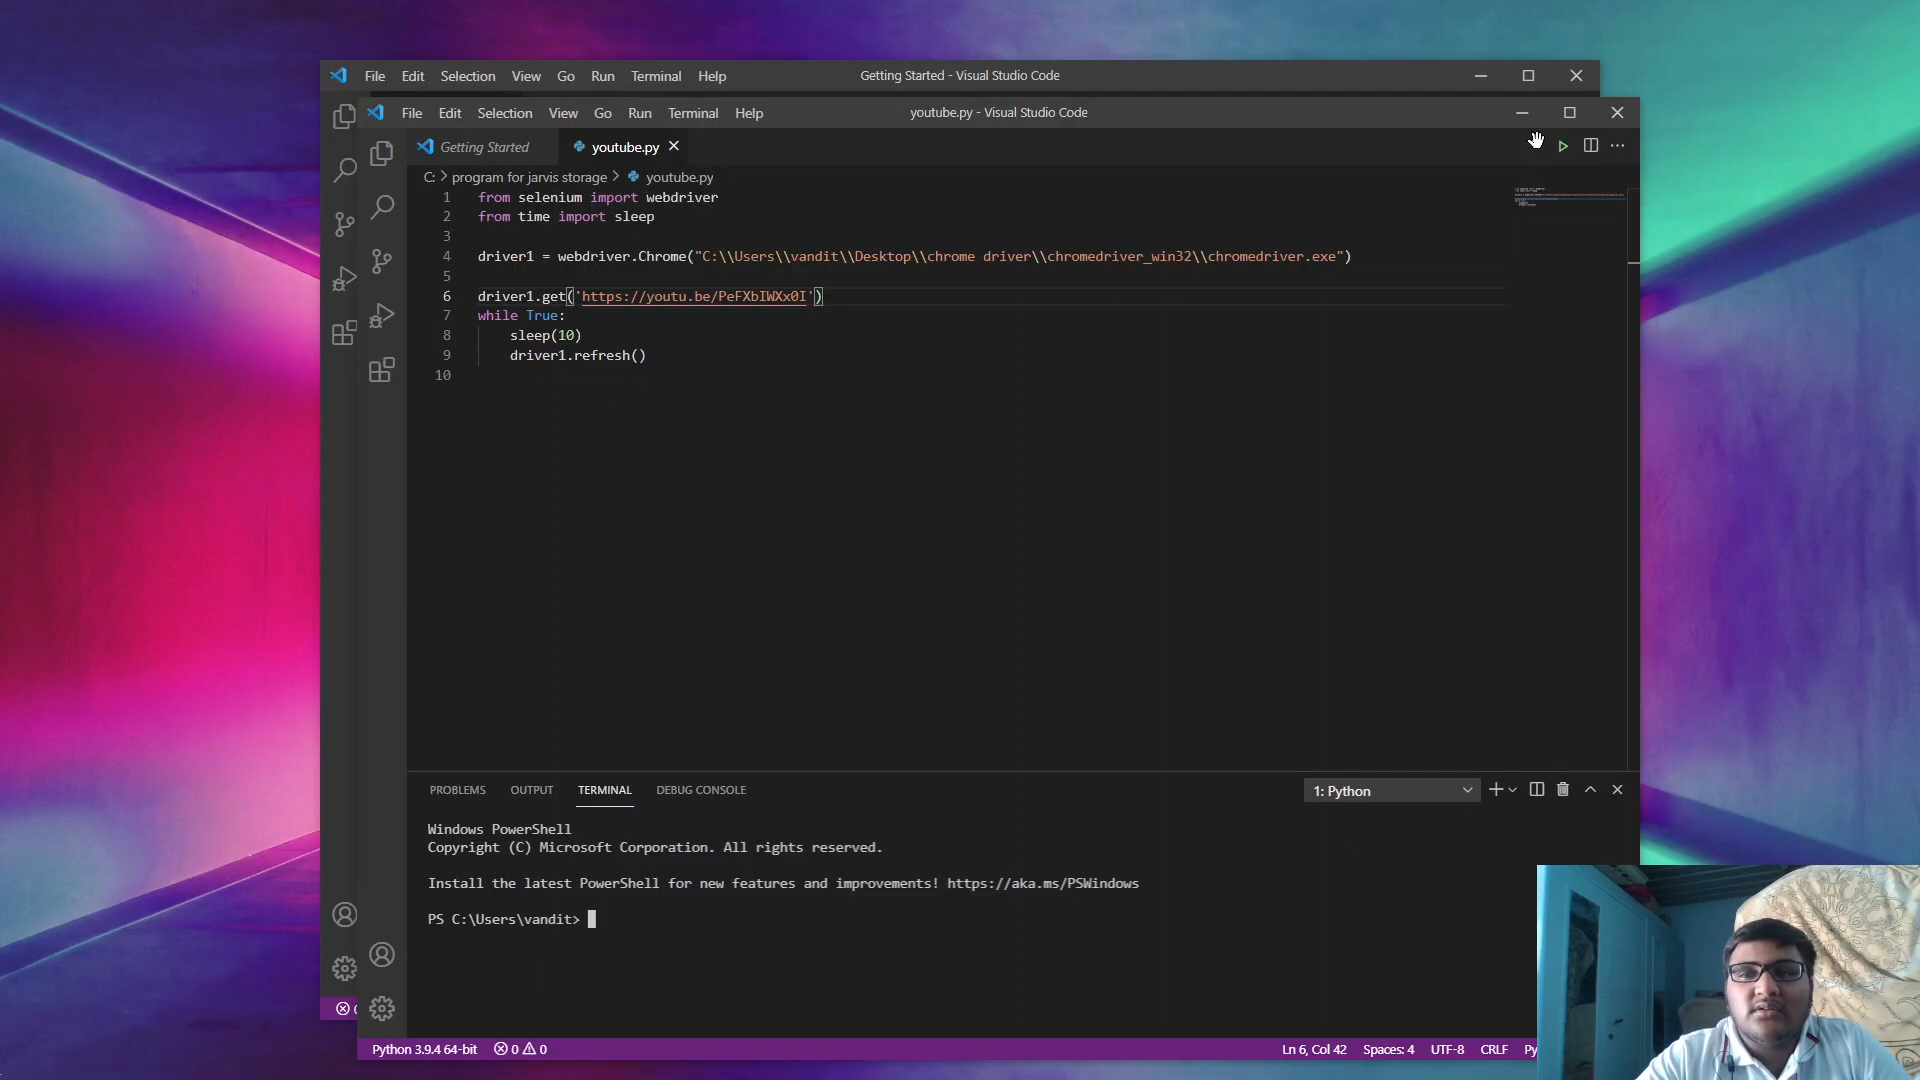 File Edit Selection View Go Run Terminal Help Getting Started - Visual Studio Code
File Edit Selection View Go Run Terminal Help youtube.py - Visual Studio Code
Getting Started youtube.py
C: > program for jarvis storage > youtube.py
1 from selenium import webdriver
2 from time import sleep
3
4 driver1 = webdriver.Chrome("C:\\Users\\vandit\\Desktop\\chrome driver\\chromedriver_win32\\chromedriver.exe")
5
6 driver1.get('https://youtu.be/PeFXbIWXx0I')
7 while True:
8 sleep(10)
9 driver1.refresh()
10
PROBLEMS OUTPUT TERMINAL DEBUG CONSOLE 1: Python
Windows PowerShell
Copyright (C) Microsoft Corporation. All rights reserved.
Install the latest PowerShell for new features and improvements! https://aka.ms/PSWindows
PS C:\Users\vandit>
Python 3.9.4 64-bit 0 0 Ln 6, Col 42 Spaces: 4 UTF-8 CRLF Py